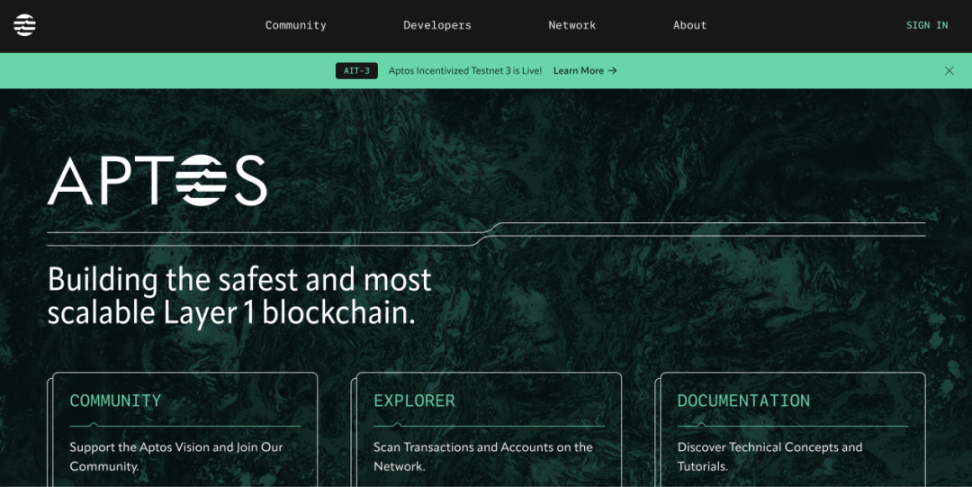 Community Developers Network About SIGN IN
AIT-3 Aptos Incentivized Testnet 3 is Live! Learn More →
APTOS
Building the safest and most
scalable Layer 1 blockchain.
COMMUNITY
Support the Aptos Vision and Join Our
Community.
EXPLORER
Scan Transactions and Accounts on the
Network.
DOCUMENTATION
Discover Technical Concepts and
Tutorials.